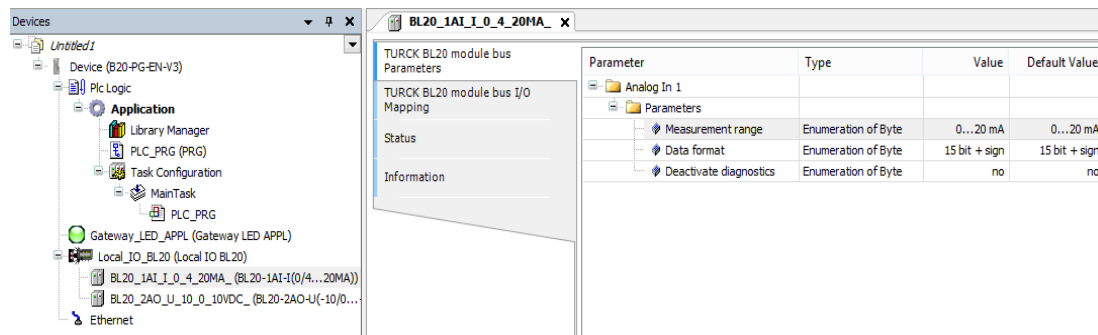 Devices
Untitled1
Device (B20-PG-EN-V3)
Plc Logic
Application
Library Manager
PLC_PRG (PRG)
Task Configuration
MainTask
PLC_PRG
Gateway_LED_APPL (Gateway LED APPL)
Local_IO_BL20 (Local IO BL20)
BL20_1AI_I_0_4_20MA_ (BL20-1AI-I(0/4...20MA))
BL20_2AO_U_10_0_10VDC_ (BL20-2AO-U(-10/0...
Ethernet
BL20_1AI_I_0_4_20MA_
TURCK BL20 module bus
Parameters
TURCK BL20 module bus I/O
Mapping
Status
Information
Parameter Type Value Default Value
Analog In 1
Parameters
Measurement range Enumeration of Byte 0...20 mA 0...20 mA
Data format Enumeration of Byte 15 bit + sign 15 bit + sign
Deactivate diagnostics Enumeration of Byte no no